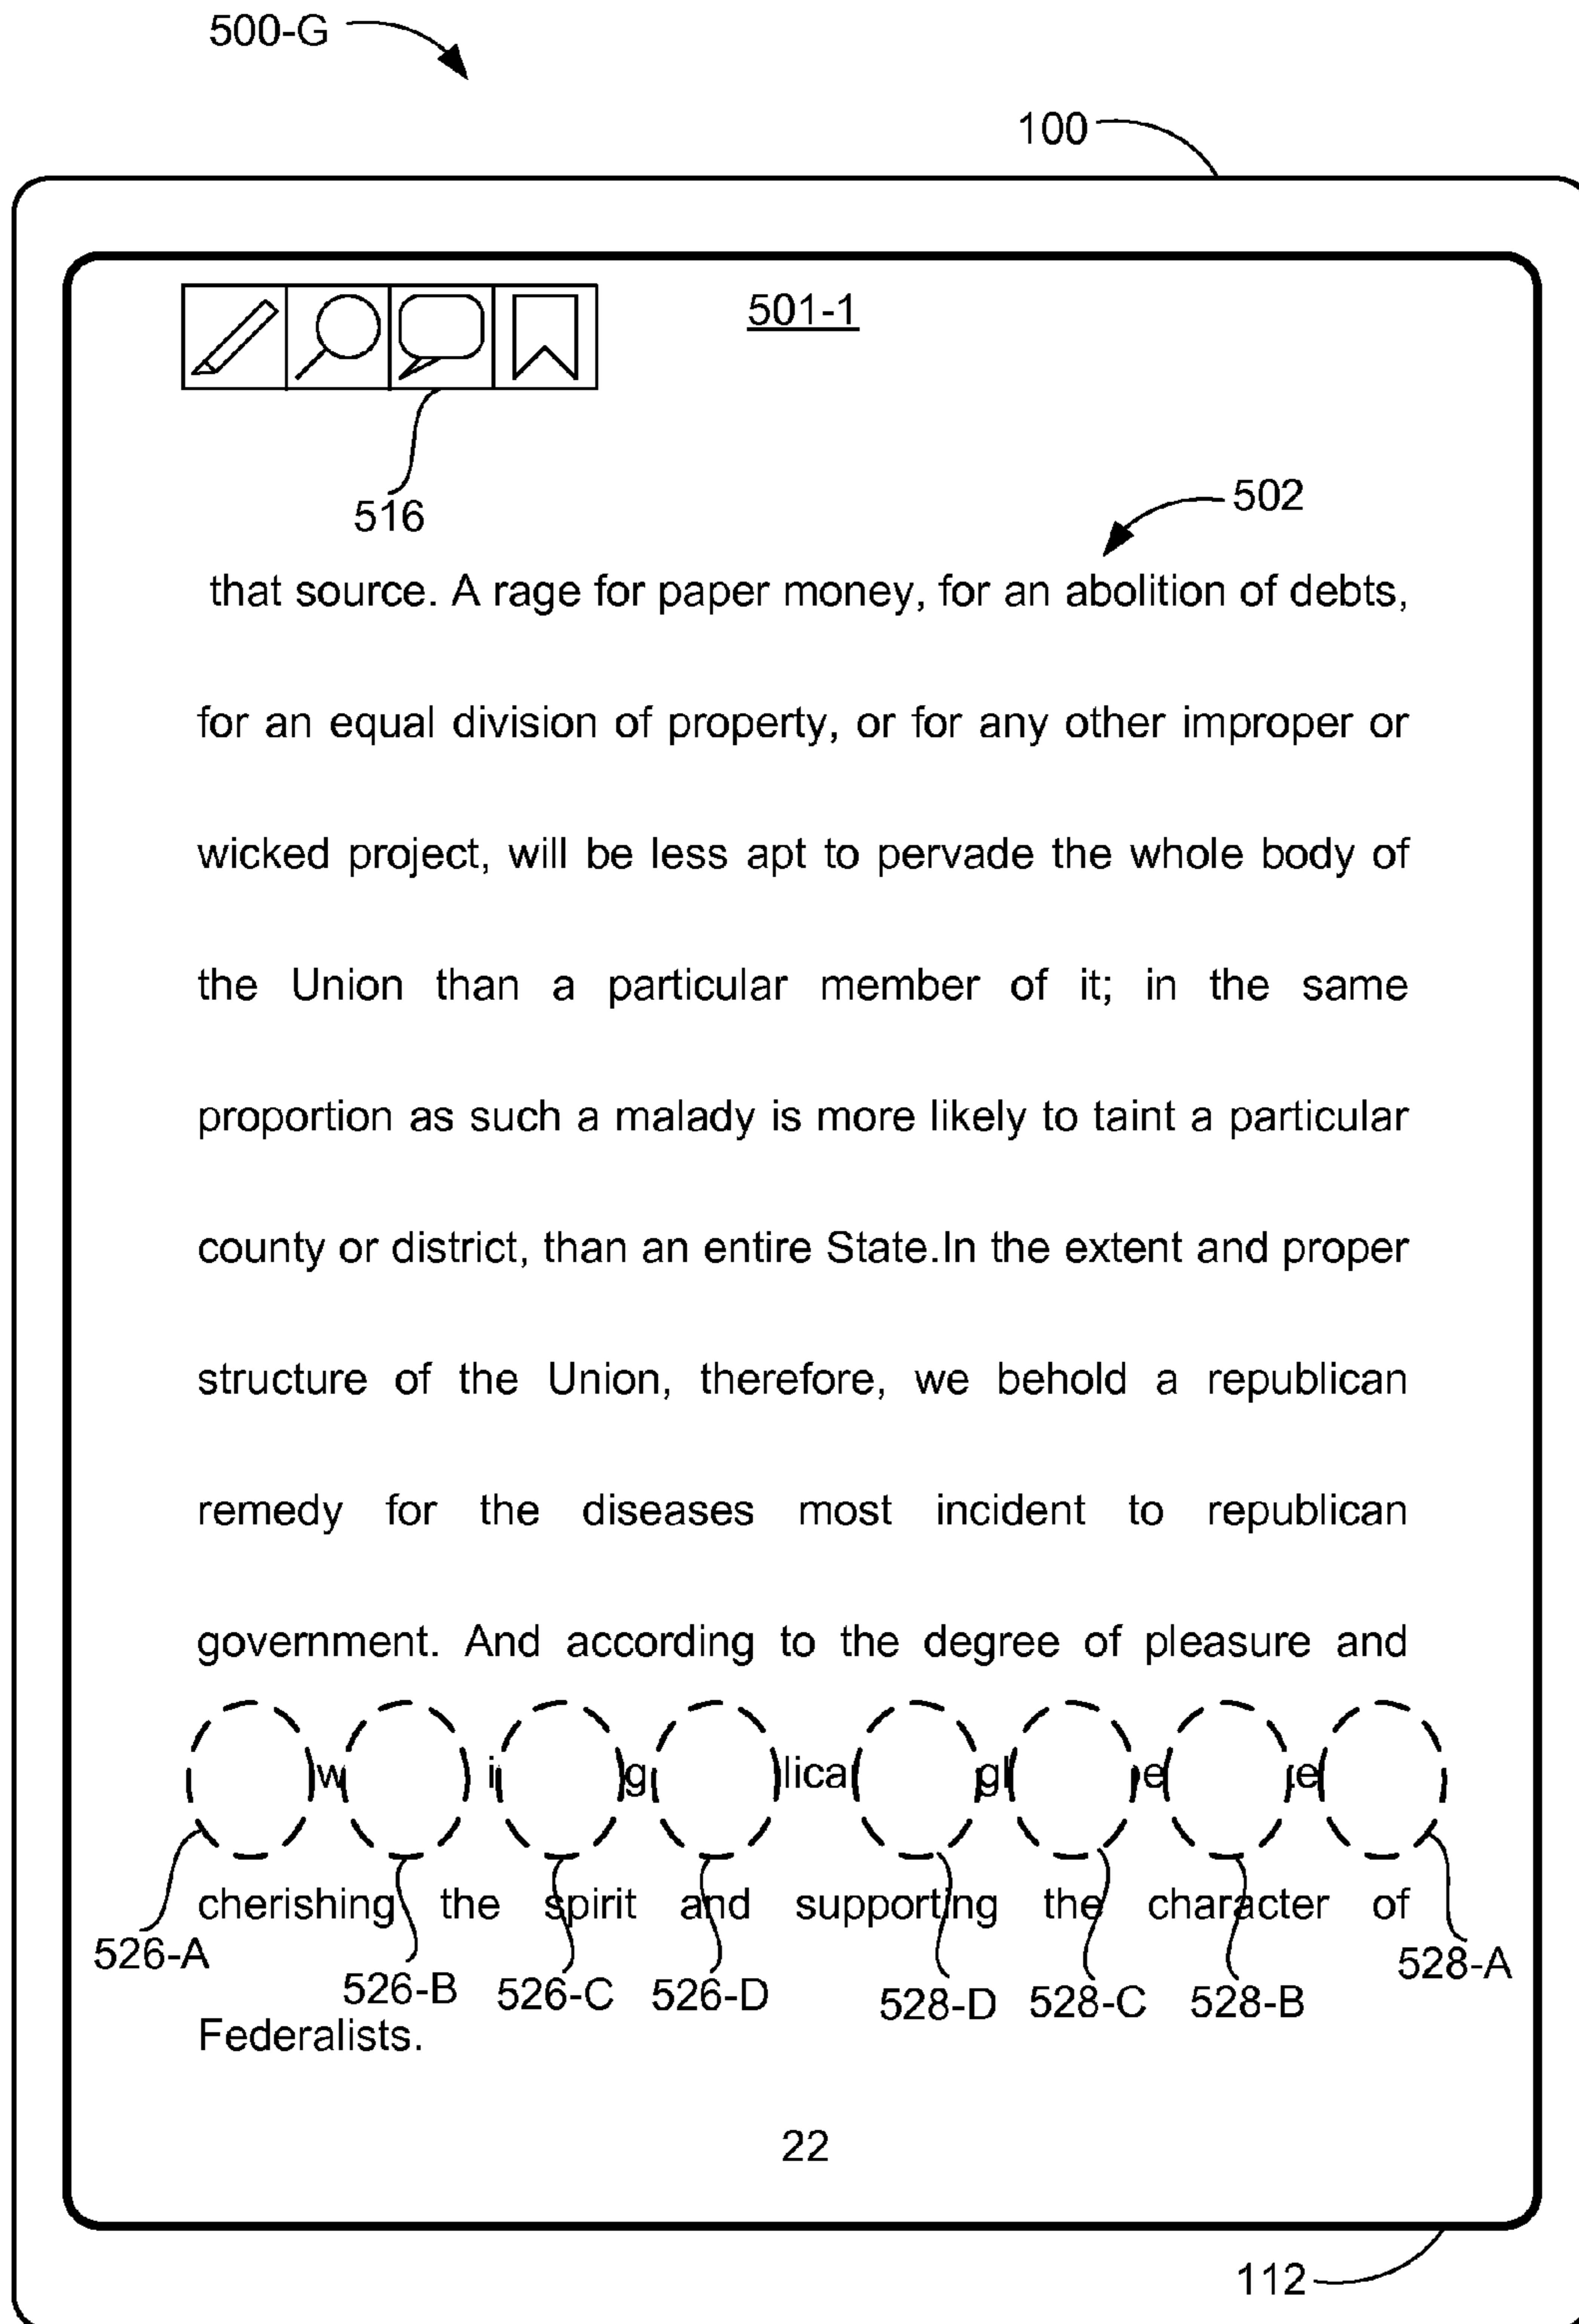 500-G
100
501-1
516
502
that source. A rage for paper money, for an abolition of debts,
for an equal division of property, or for any other improper or
wicked project, will be less apt to pervade the whole body of
the Union than a particular member of it; in the same
proportion as such a malady is more likely to taint a particular
county or district, than an entire State.In the extent and proper
structure of the Union, therefore, we behold a republican
remedy for the diseases most incident to republican
government. And according to the degree of pleasure and
cherishing the spirit and supporting the character of
526-A 526-B 526-C 526-D 528-D 528-C 528-B 528-A
Federalists.
22
112